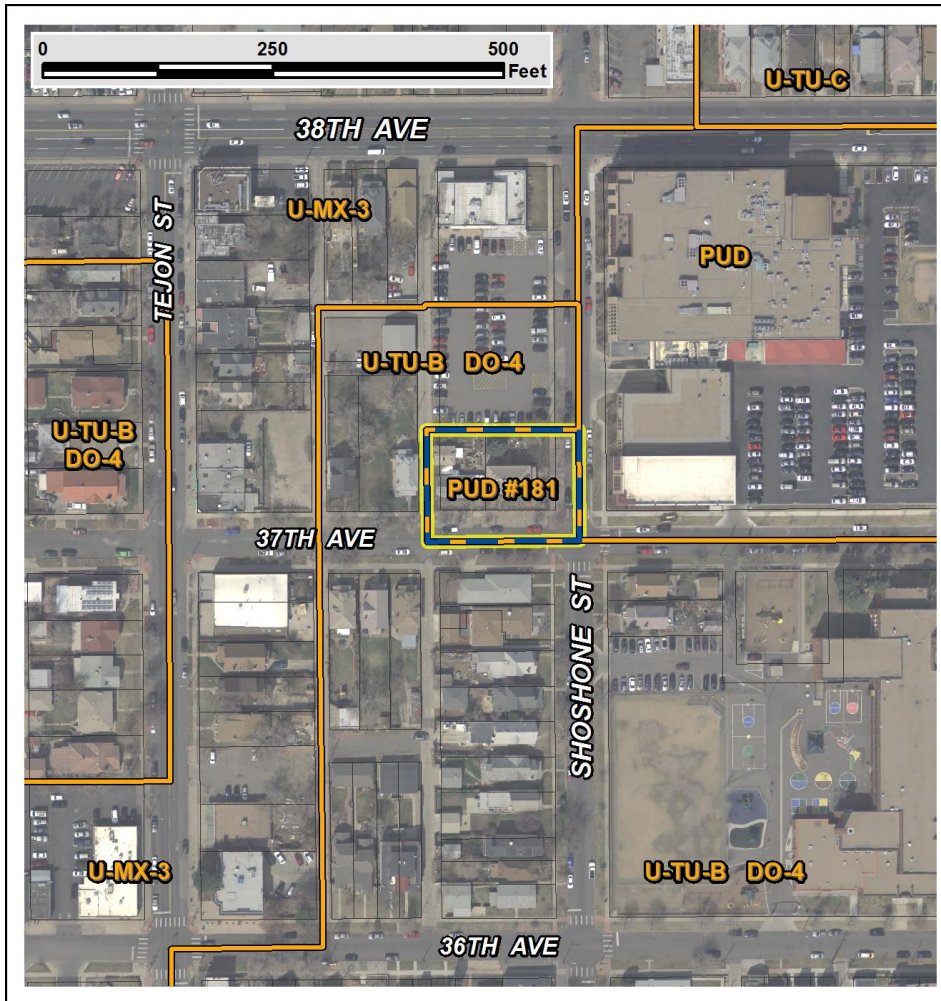 0 250 500
Feet
U-TU-C
38TH AVE
U-MX-3
PUD
TEJON ST
U-TU-B DO-4
U-TU-B
DO-4
PUD #181
37TH AVE
SHOSHONE ST
U-MX-3
U-TU-B DO-4
36TH AVE